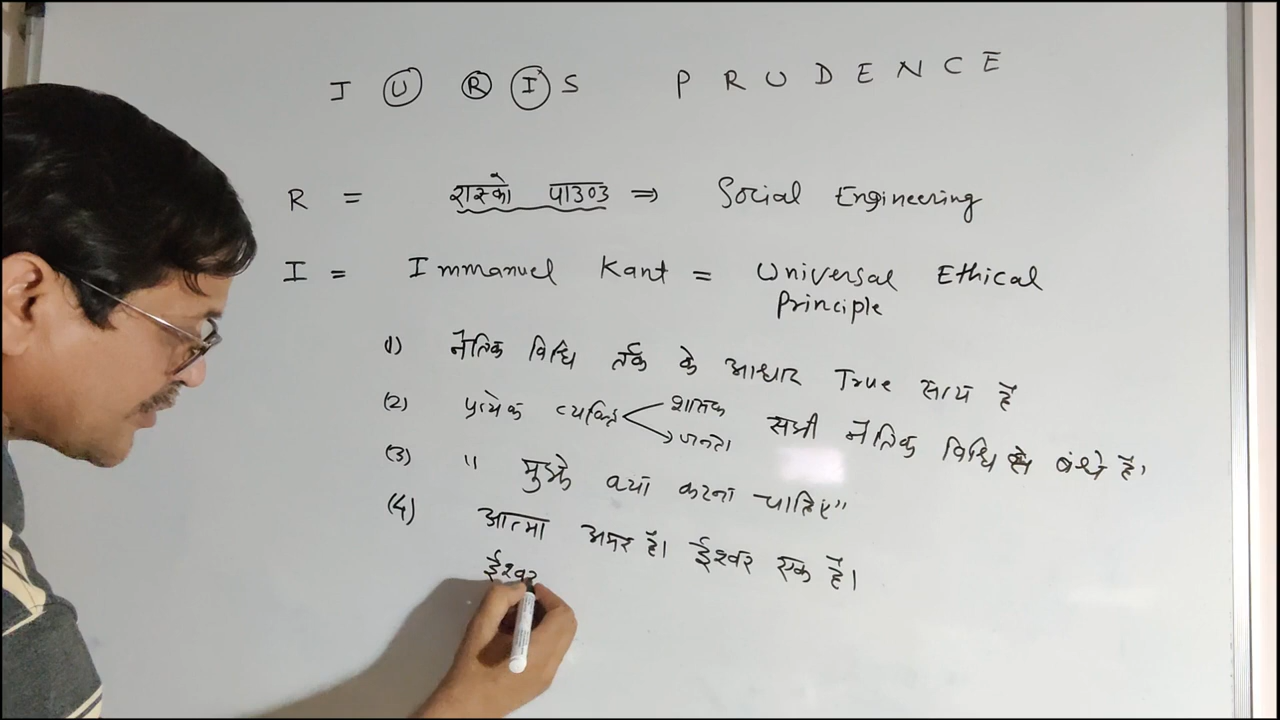 JURIS PRUDENCE
R = रास्को पाउण्ड ⇒ Social Engineering
I = Immanuel Kant = Universal Ethical
Principle
(1) नैतिक विधि तर्क के आधार True सत्य है
(2) प्रत्येक व्यक्ति शासक जनता सभी नैतिक विधि से बंधे है।
(3) "मुझे क्या करना चाहिए"
(4) आत्मा अमर है। ईश्वर एक है।
ईश्वर